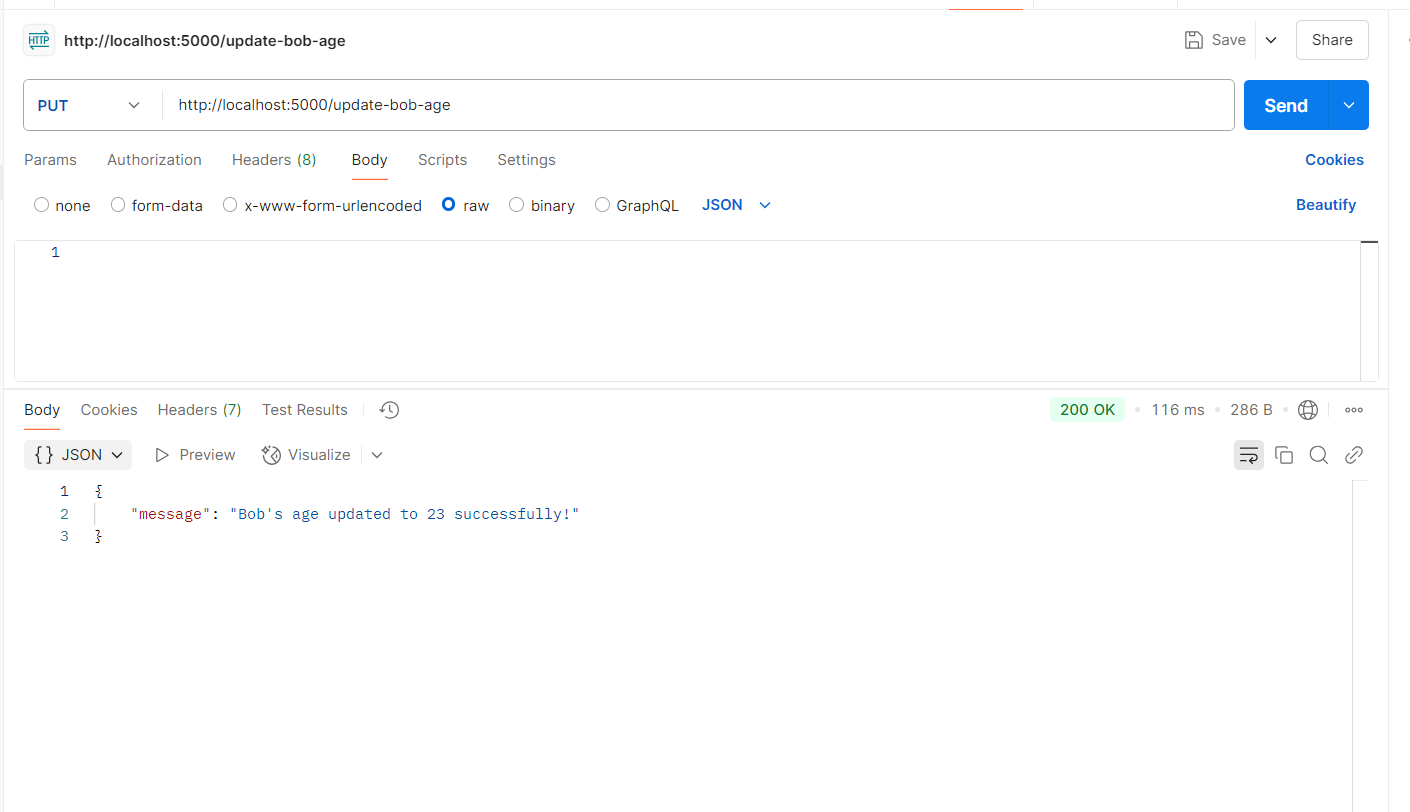 HTTP http://localhost:5000/update-bob-age Save Share
PUT http://localhost:5000/update-bob-age Send
Params Authorization Headers (8) Body Scripts Settings Cookies
none form-data x-www-form-urlencoded raw binary GraphQL JSON Beautify
1
Body Cookies Headers (7) Test Results 200 OK • 116 ms • 286 B •
{} JSON Preview Visualize
1 {
2 "message": "Bob's age updated to 23 successfully!"
3 }